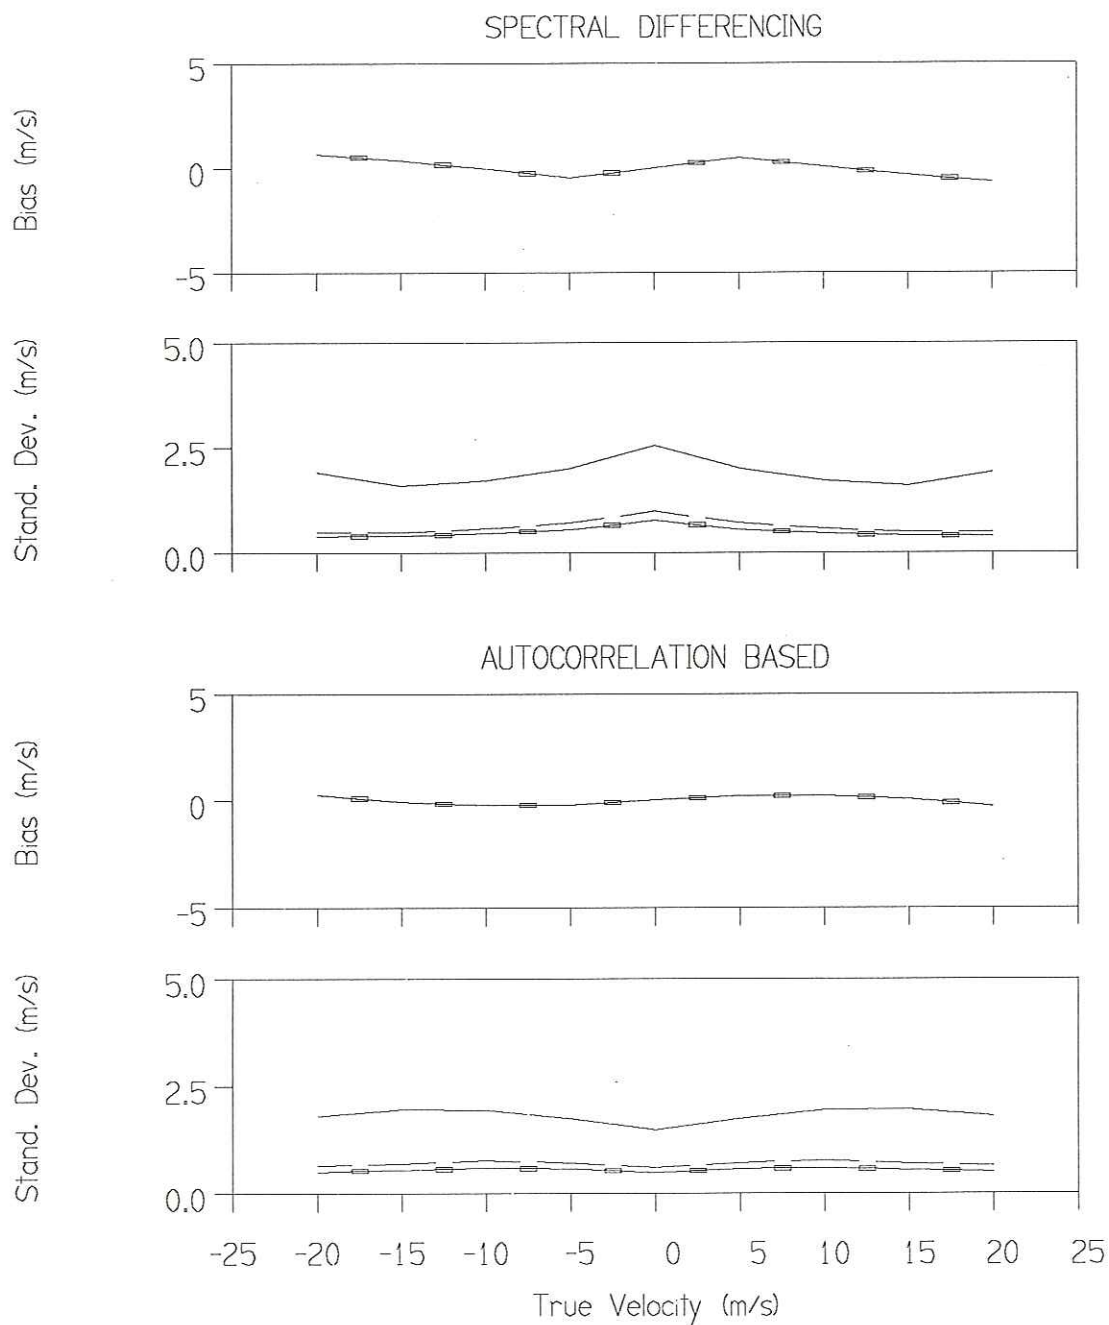 SPECTRAL DIFFERENCING
5
0
-5
Bias (m/s)
5.0
2.5
0.0
Stand. Dev. (m/s)
AUTOCORRELATION BASED
5
0
-5
Bias (m/s)
5.0
2.5
0.0
Stand. Dev. (m/s)
-25 -20 -15 -10 -5 0 5 10 15 20 25
True Velocity (m/s)